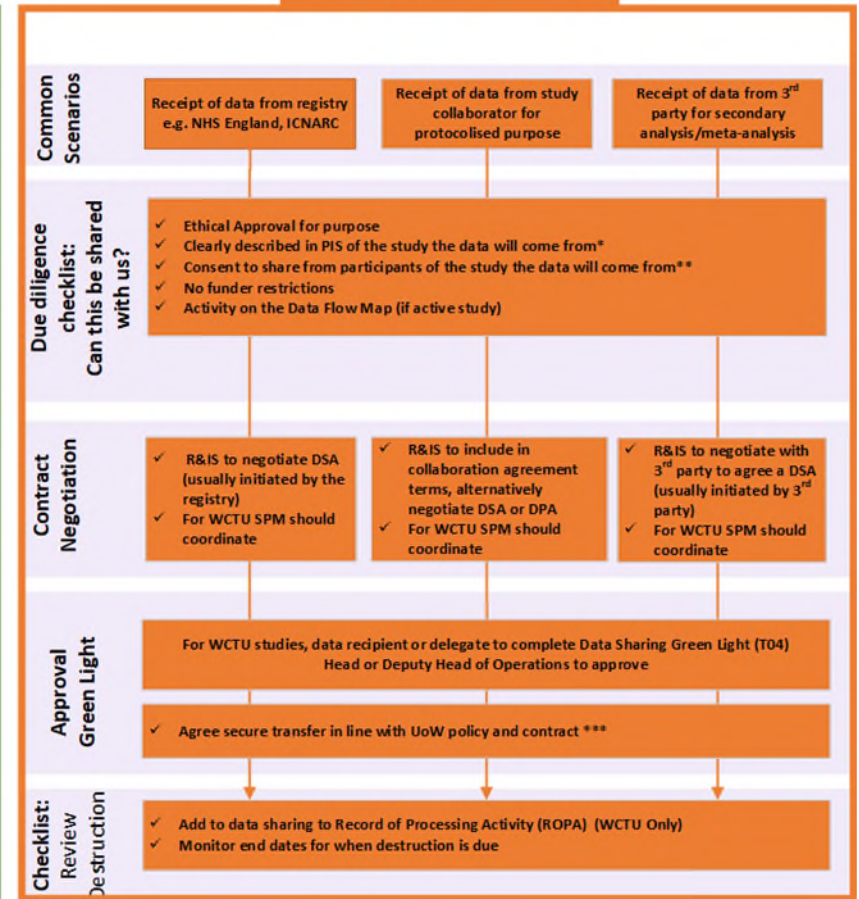 Common
Scenarios
Receipt of data from registry
e.g. NHS England, ICNARC
Receipt of data from study
collaborator for
protocolised purpose
Receipt of data from 3rd
party for secondary
analysis/meta-analysis
Due diligence
checklist:
Can this be shared
with us?
✓ Ethical Approval for purpose
✓ Clearly described in PIS of the study the data will come from*
✓ Consent to share from participants of the study the data will come from**
✓ No funder restrictions
✓ Activity on the Data Flow Map (if active study)
Contract
Negotiation
✓ R&IS to negotiate DSA
(usually initiated by the
registry)
✓ For WCTU SPM should
coordinate
✓ R&IS to include in
collaboration agreement
terms, alternatively
negotiate DSA or DPA
✓ For WCTU SPM should
coordinate
✓ R&IS to negotiate with
3rd party to agree a DSA
(usually initiated by 3rd
party)
✓ For WCTU SPM should
coordinate
Approval
Green Light
For WCTU studies, data recipient or delegate to complete Data Sharing Green Light (T04)
Head or Deputy Head of Operations to approve
✓ Agree secure transfer in line with UoW policy and contract ***
Checklist:
Review
Destruction
✓ Add to data sharing to Record of Processing Activity (ROPA) (WCTU Only)
✓ Monitor end dates for when destruction is due